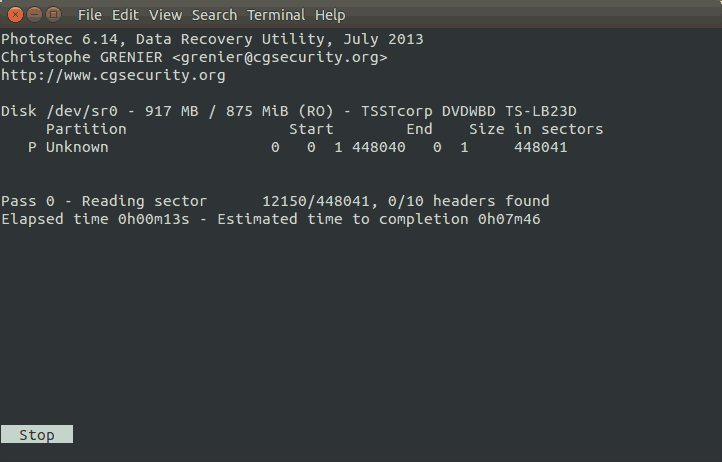 File Edit View Search Terminal Help
PhotoRec 6.14, Data Recovery Utility, July 2013
Christophe GRENIER <grenier@cgsecurity.org>
http://www.cgsecurity.org
Disk /dev/sr0 - 917 MB / 875 MiB (RO) - TSSTcorp DVDWBD TS-LB23D
Partition Start End Size in sectors
P Unknown 0 0 1 448040 0 1 448041
Pass 0 - Reading sector 12150/448041, 0/10 headers found
Elapsed time 0h00m13s - Estimated time to completion 0h07m46
Stop